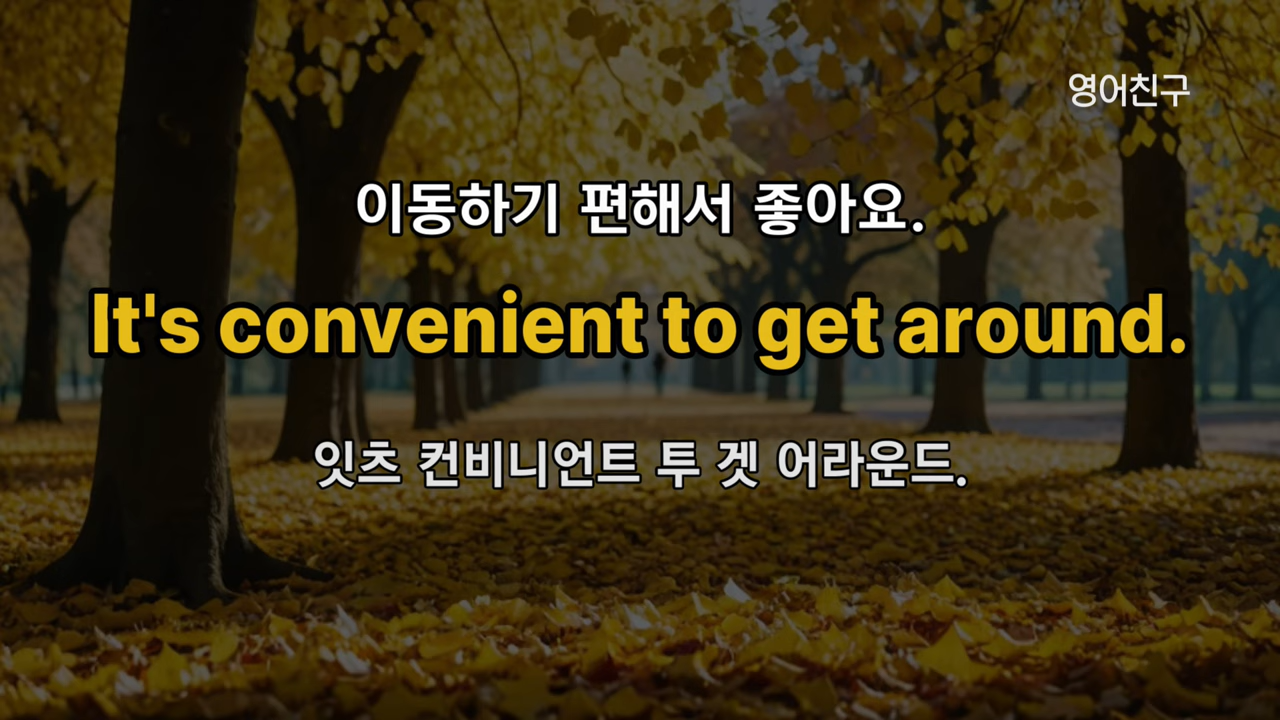 영어친구
이동하기 편해서 좋아요.
It's convenient to get around.
잇츠 컨비니언트 투 겟 어라운드.